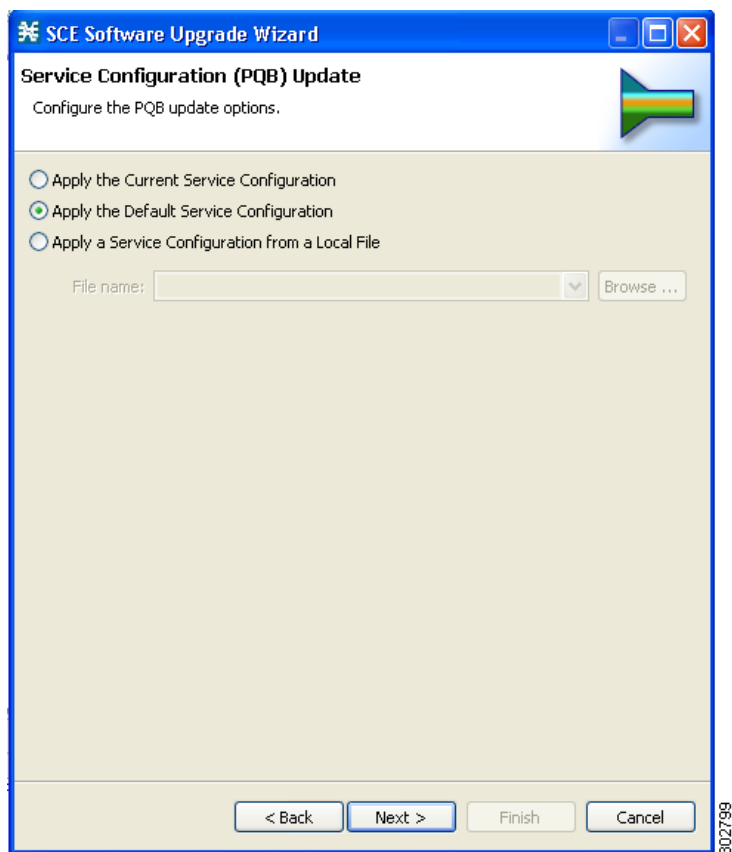 SCE Software Upgrade Wizard
Service Configuration (PQB) Update
Configure the PQB update options.
Apply the Current Service Configuration
Apply the Default Service Configuration
Apply a Service Configuration from a Local File
File name:
Browse ...
< Back
Next >
Finish
Cancel
302799